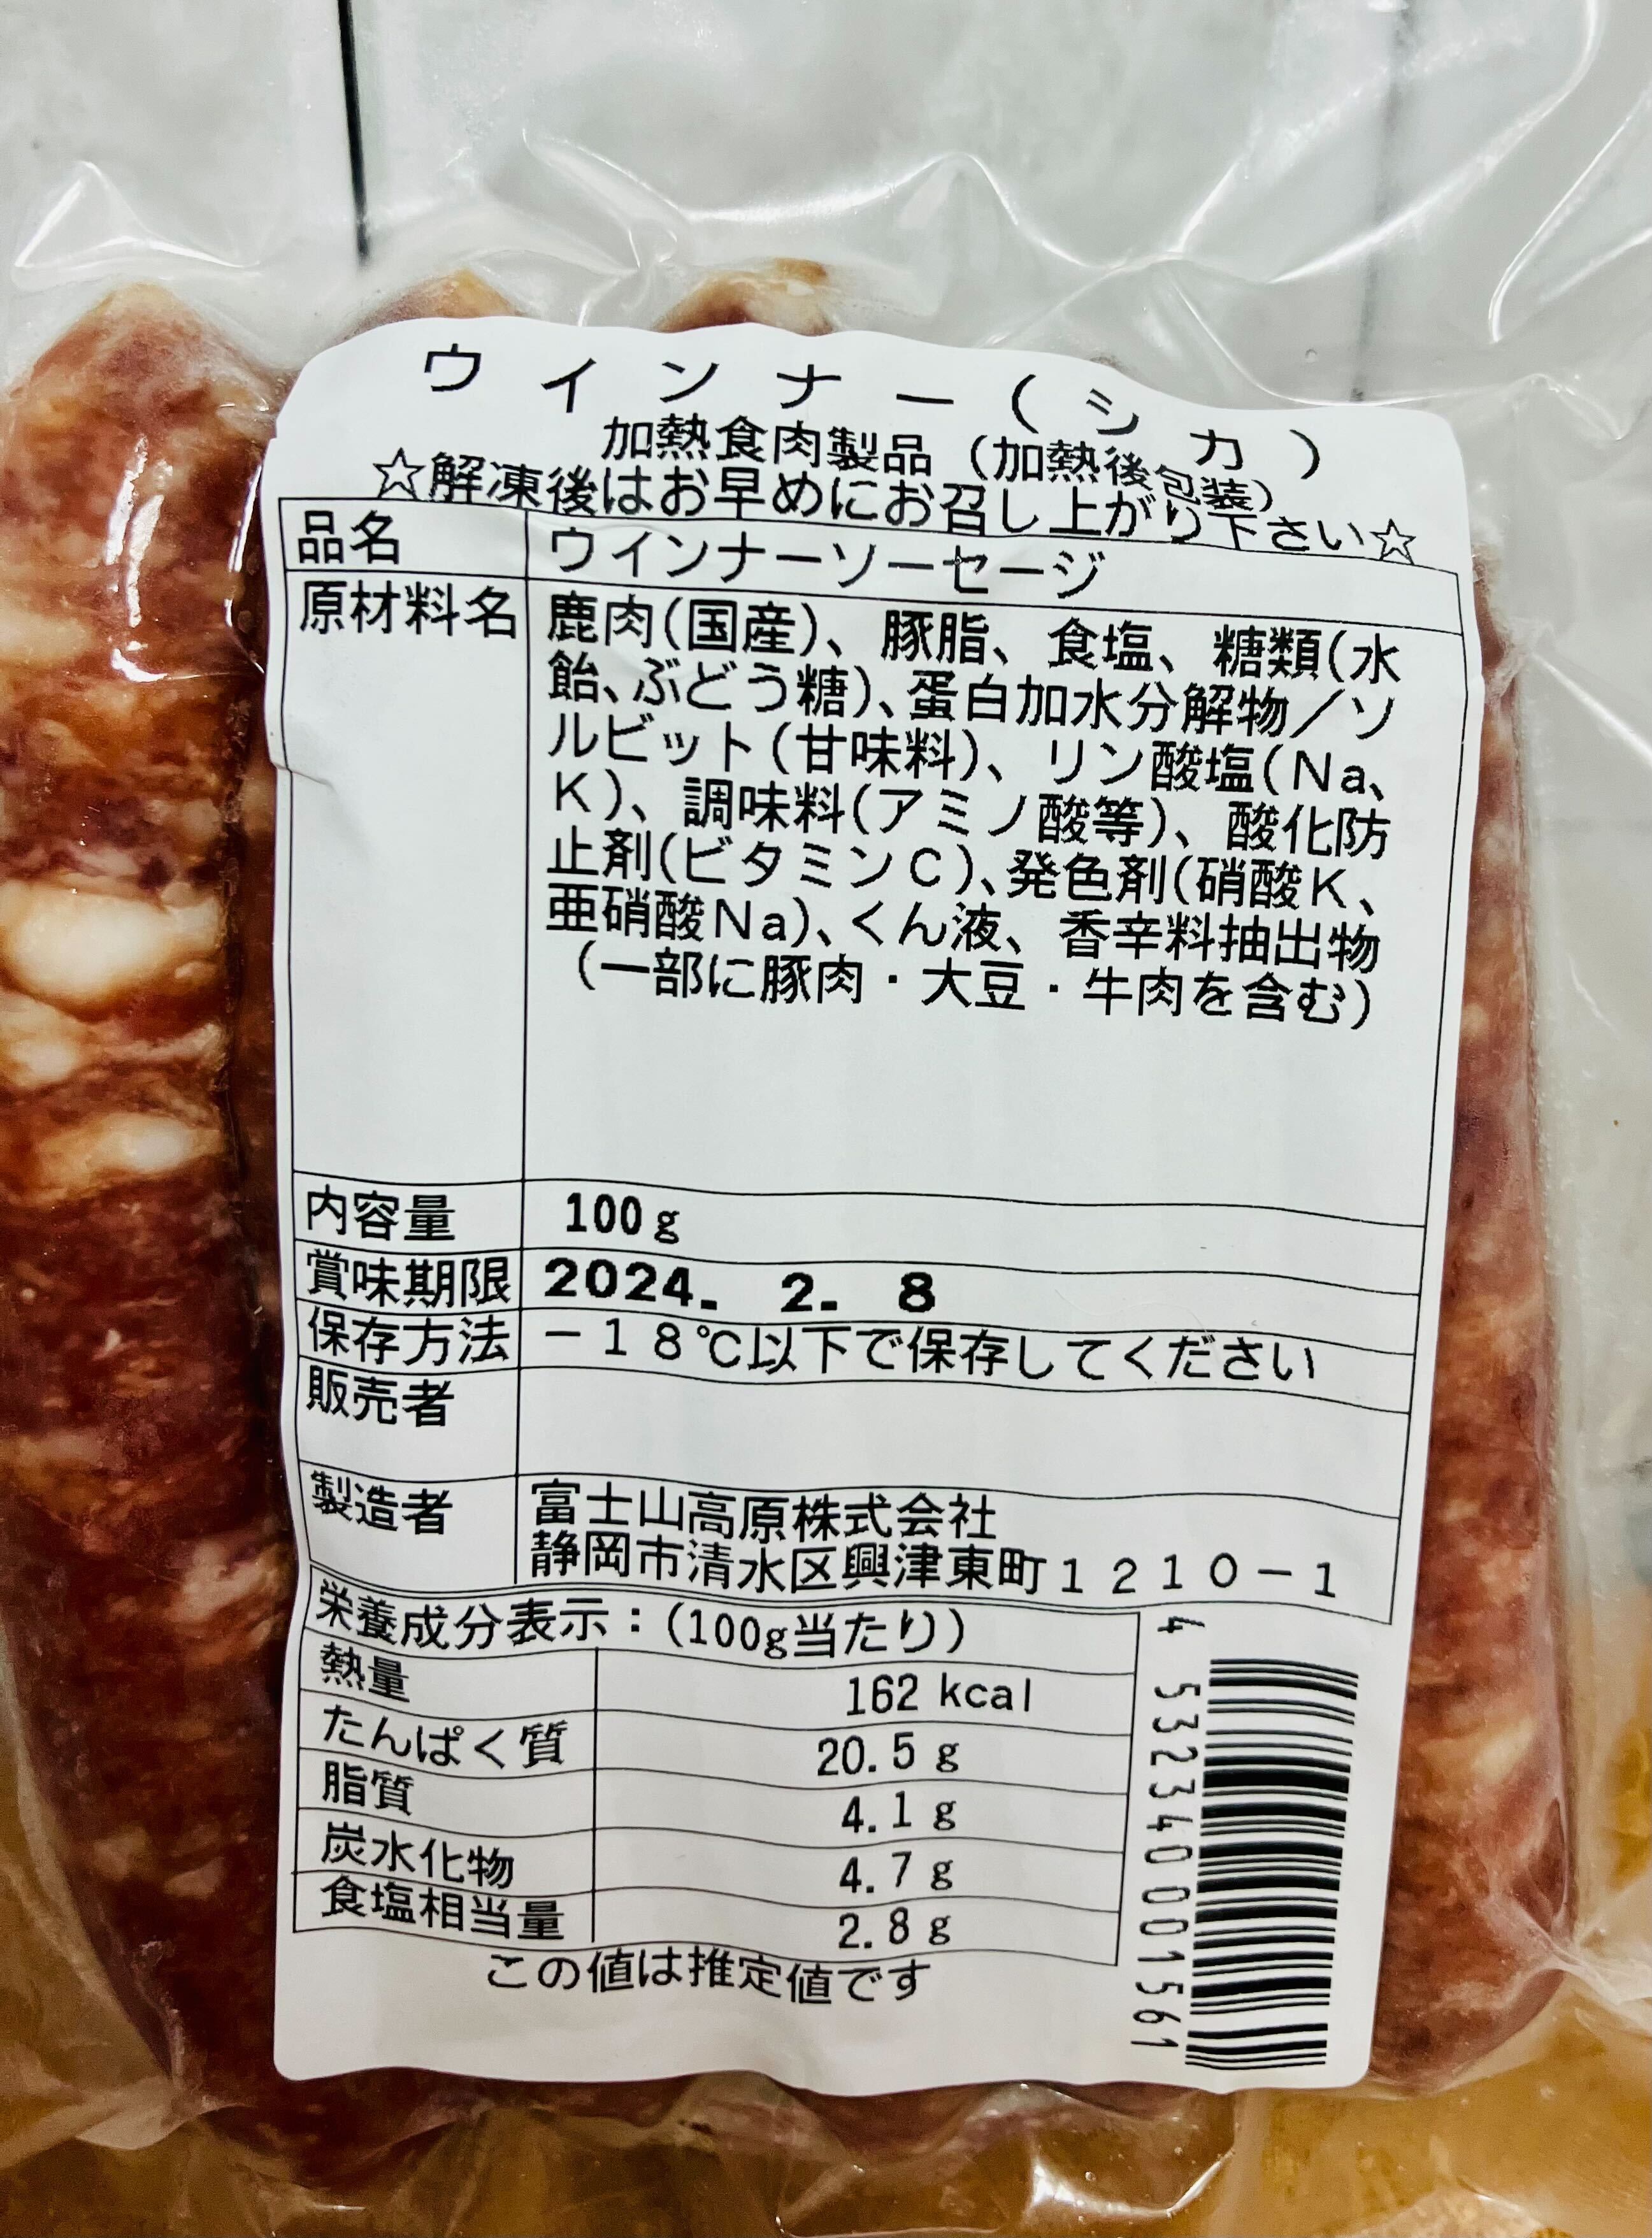 ウインナー(シカ)
加熱食肉製品(加熱後包装)
☆解凍後はお早めにお召し上がり下さい☆
品名 ウインナーソーセージ
原材料名 鹿肉(国産)、豚脂、食塩、糖類(水
飴、ぶどう糖)、蛋白加水分解物/ソ
ルビット(甘味料)、リン酸塩(Na、
K)、調味料(アミノ酸等)、酸化防
止剤(ビタミンC)、発色剤(硝酸K、
亜硝酸Na)、くん液、香辛料抽出物
(一部に豚肉・大豆・牛肉を含む)
内容量 100g
賞味期限 2024. 2. 8
保存方法 −18℃以下で保存してください
販売者
製造者 富士山高原株式会社
静岡市清水区興津東町1210−1
栄養成分表示:(100g当たり)
熱量 162 kcal
たんぱく質 20.5 g
脂質 4.1 g
炭水化物 4.7 g
食塩相当量 2.8 g
この値は推定値です
4 532340 001561